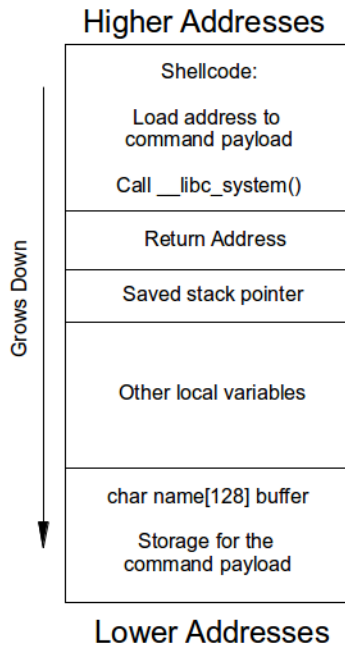 Higher Addresses
Shellcode:
Load address to
command payload
Call __libc_system()
Return Address
Saved stack pointer
Grows Down
Other local variables
char name[128] buffer
Storage for the
command payload
Lower Addresses